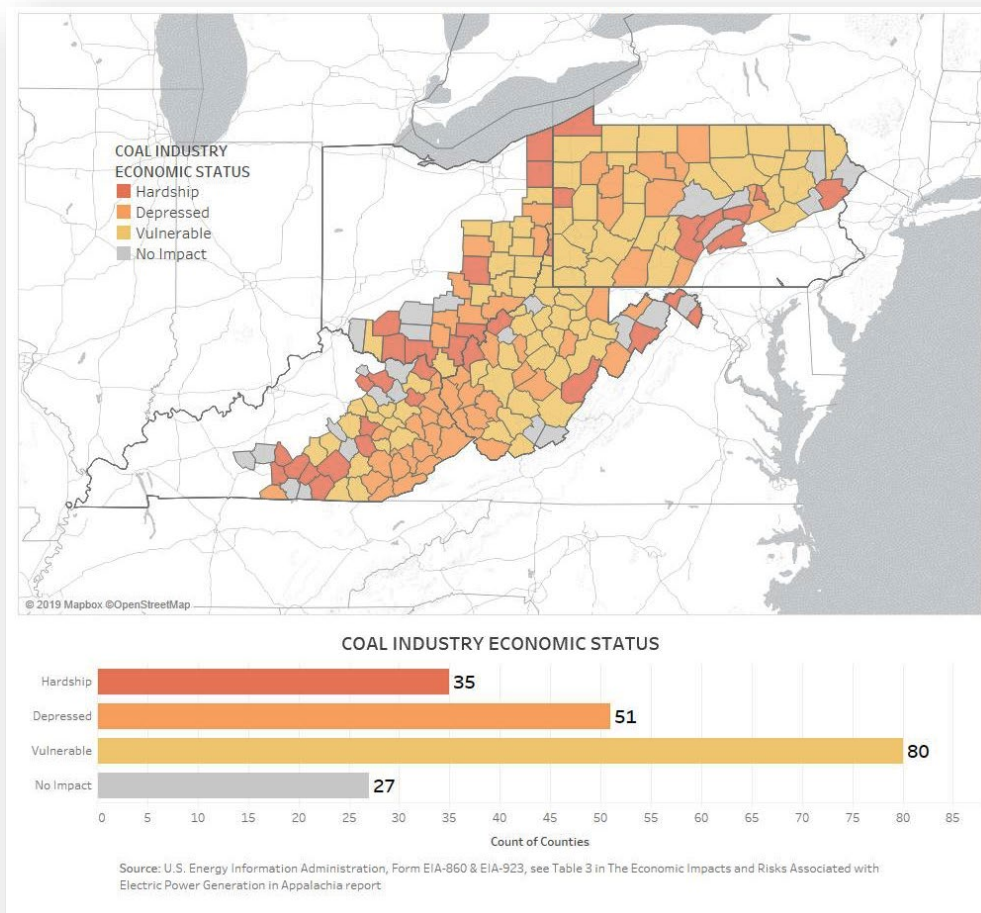 COAL INDUSTRY
ECONOMIC STATUS
Hardship
Depressed
Vulnerable
No Impact
© 2019 Mapbox ©OpenStreetMap
COAL INDUSTRY ECONOMIC STATUS
Hardship 35
Depressed 51
Vulnerable 80
No Impact 27
0 5 10 15 20 25 30 35 40 45 50 55 60 65 70 75 80 85
Count of Counties
Source: U.S. Energy Information Administration, Form EIA-860 & EIA-923, see Table 3 in The Economic Impacts and Risks Associated with
Electric Power Generation in Appalachia report